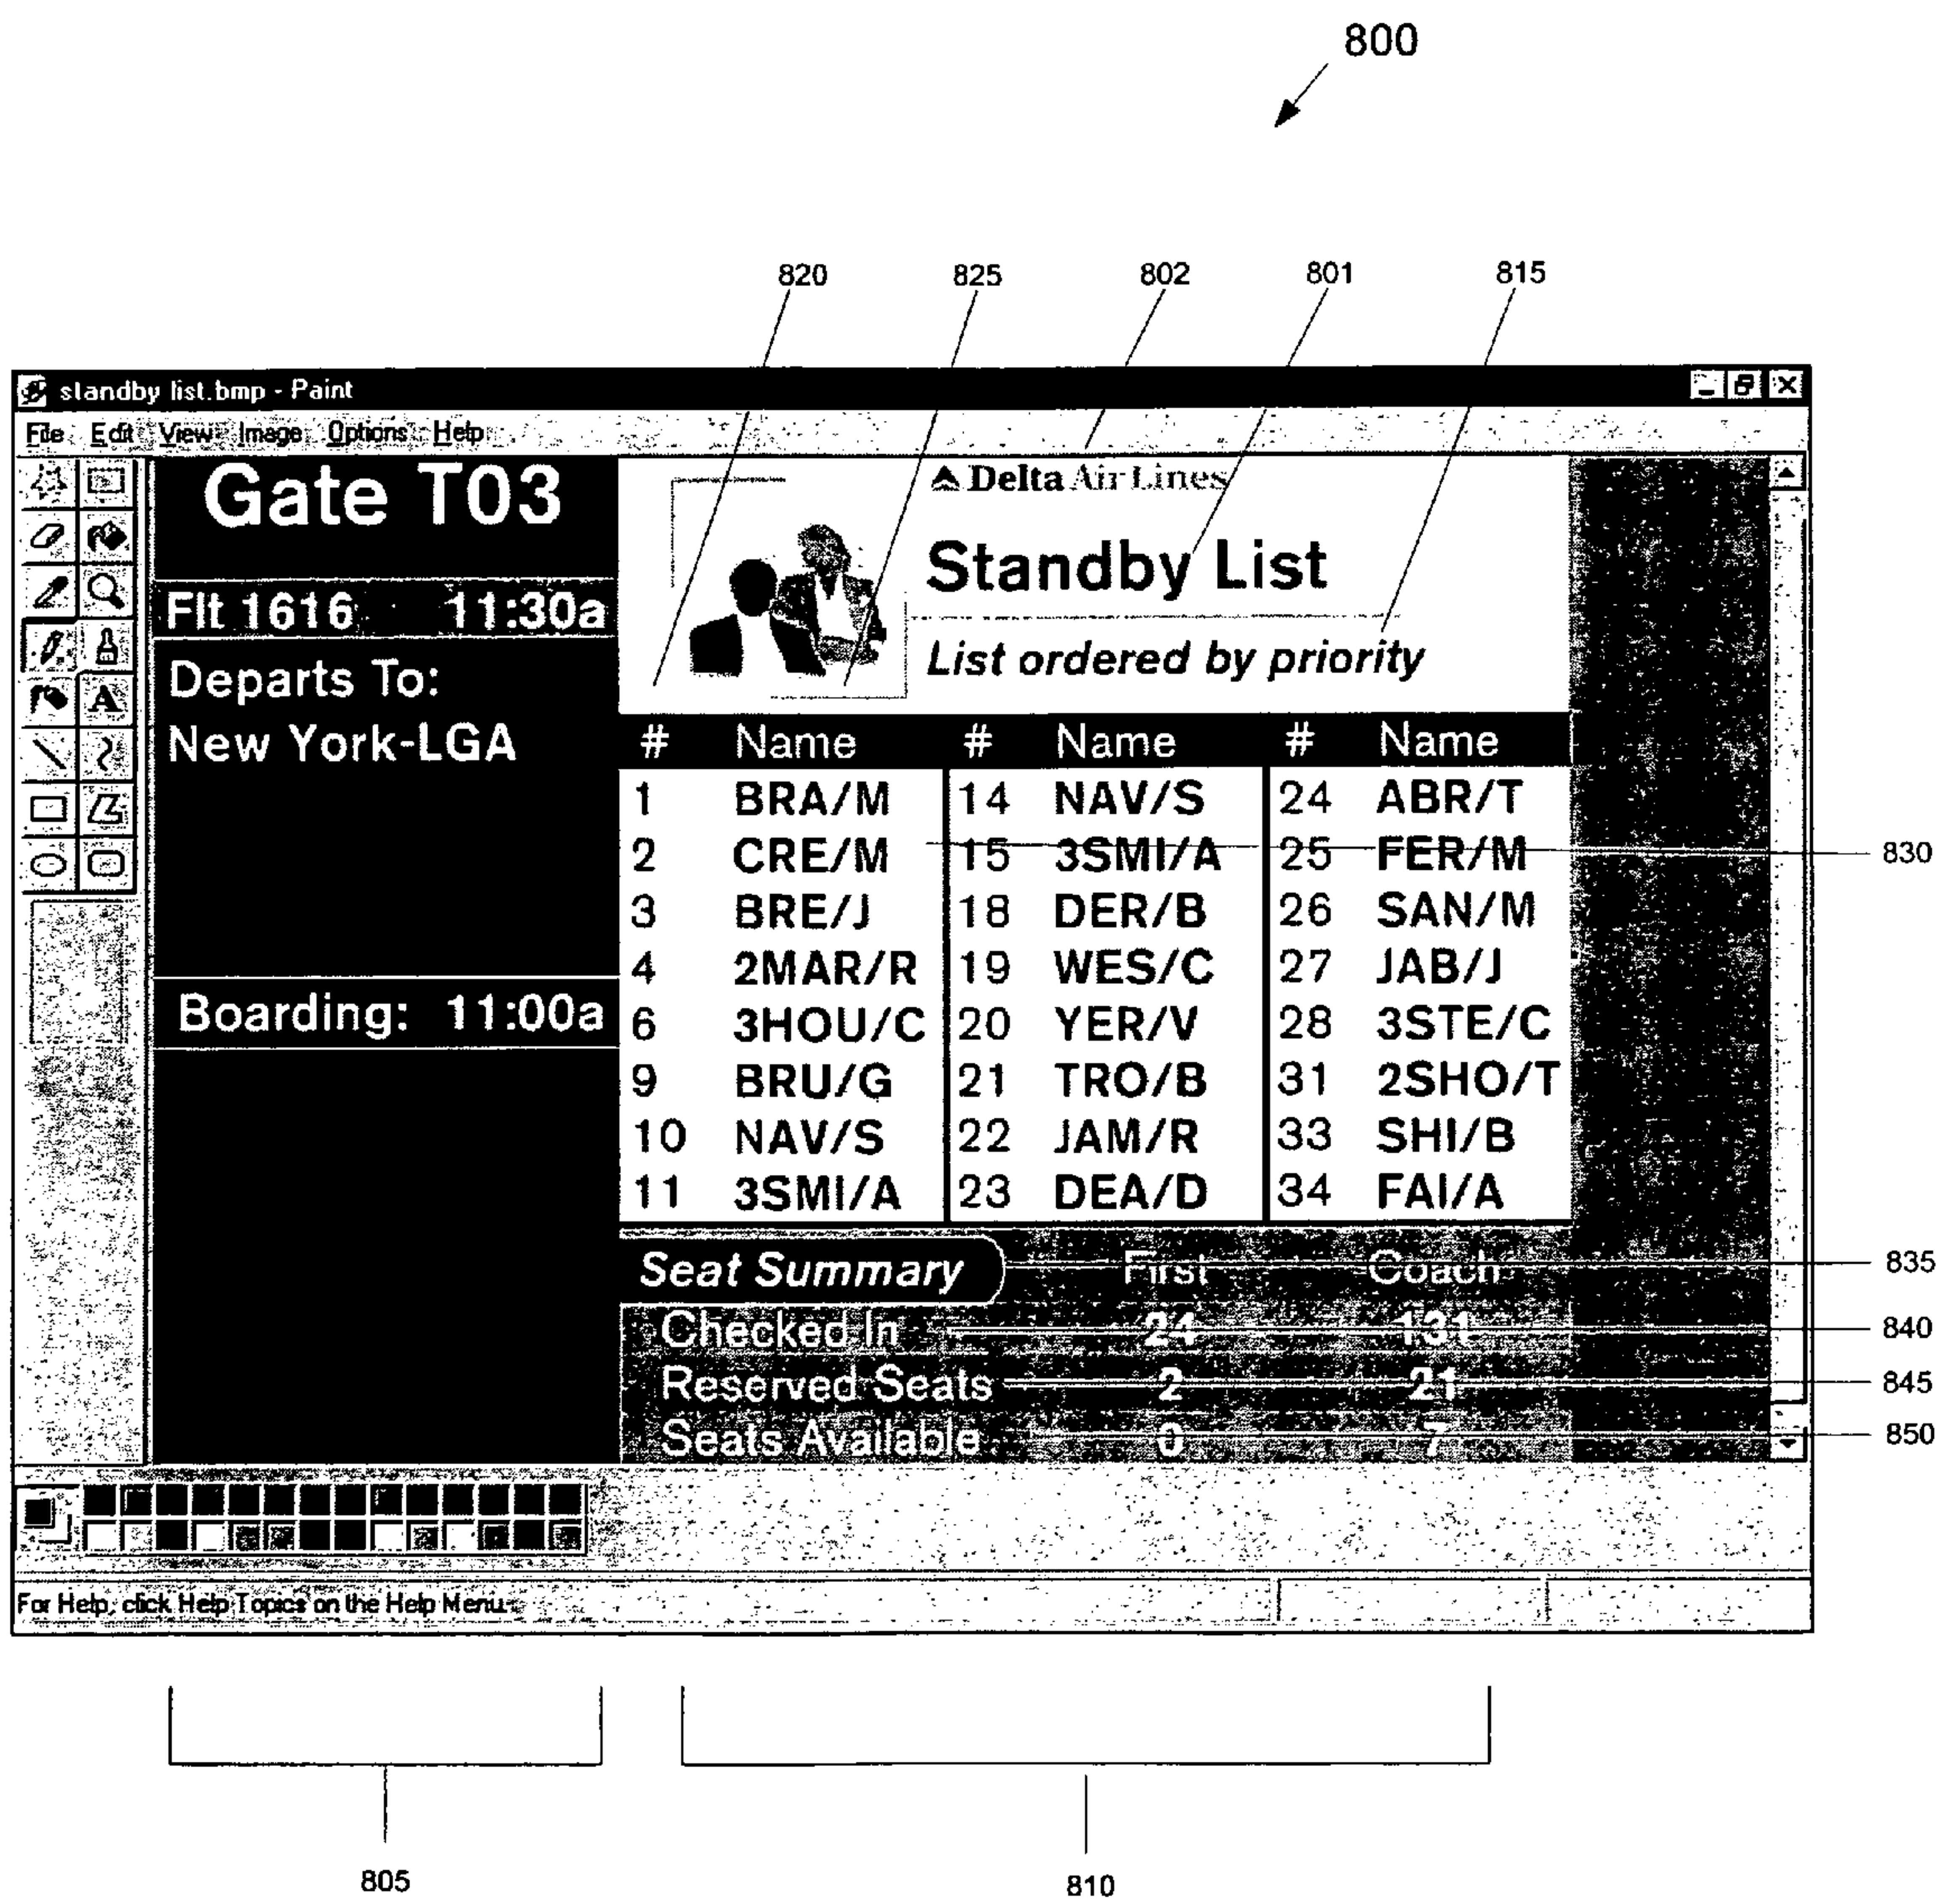 800
820 825 802 801 815
standby list.bmp - Paint
File Edit View Image Options Help
Gate T03
Flt 1616 11:30a
Departs To:
New York-LGA
Boarding: 11:00a
Delta Air Lines
Standby List
List ordered by priority
# Name # Name # Name
1 BRA/M 14 NAV/S 24 ABR/T
2 CRE/M 15 3SMI/A 25 FER/M
830
3 BRE/J 18 DER/B 26 SAN/M
4 2MAR/R 19 WES/C 27 JAB/J
6 3HOU/C 20 YER/V 28 3STE/C
9 BRU/G 21 TRO/B 31 2SHO/T
10 NAV/S 22 JAM/R 33 SHI/B
11 3SMI/A 23 DEA/D 34 FAI/A
Seat Summary First Coach
835
Checked In 24 131
840
Reserved Seats 2 21
845
Seats Available 0 7
850
For Help, click Help Topics on the Help Menu.
805
810